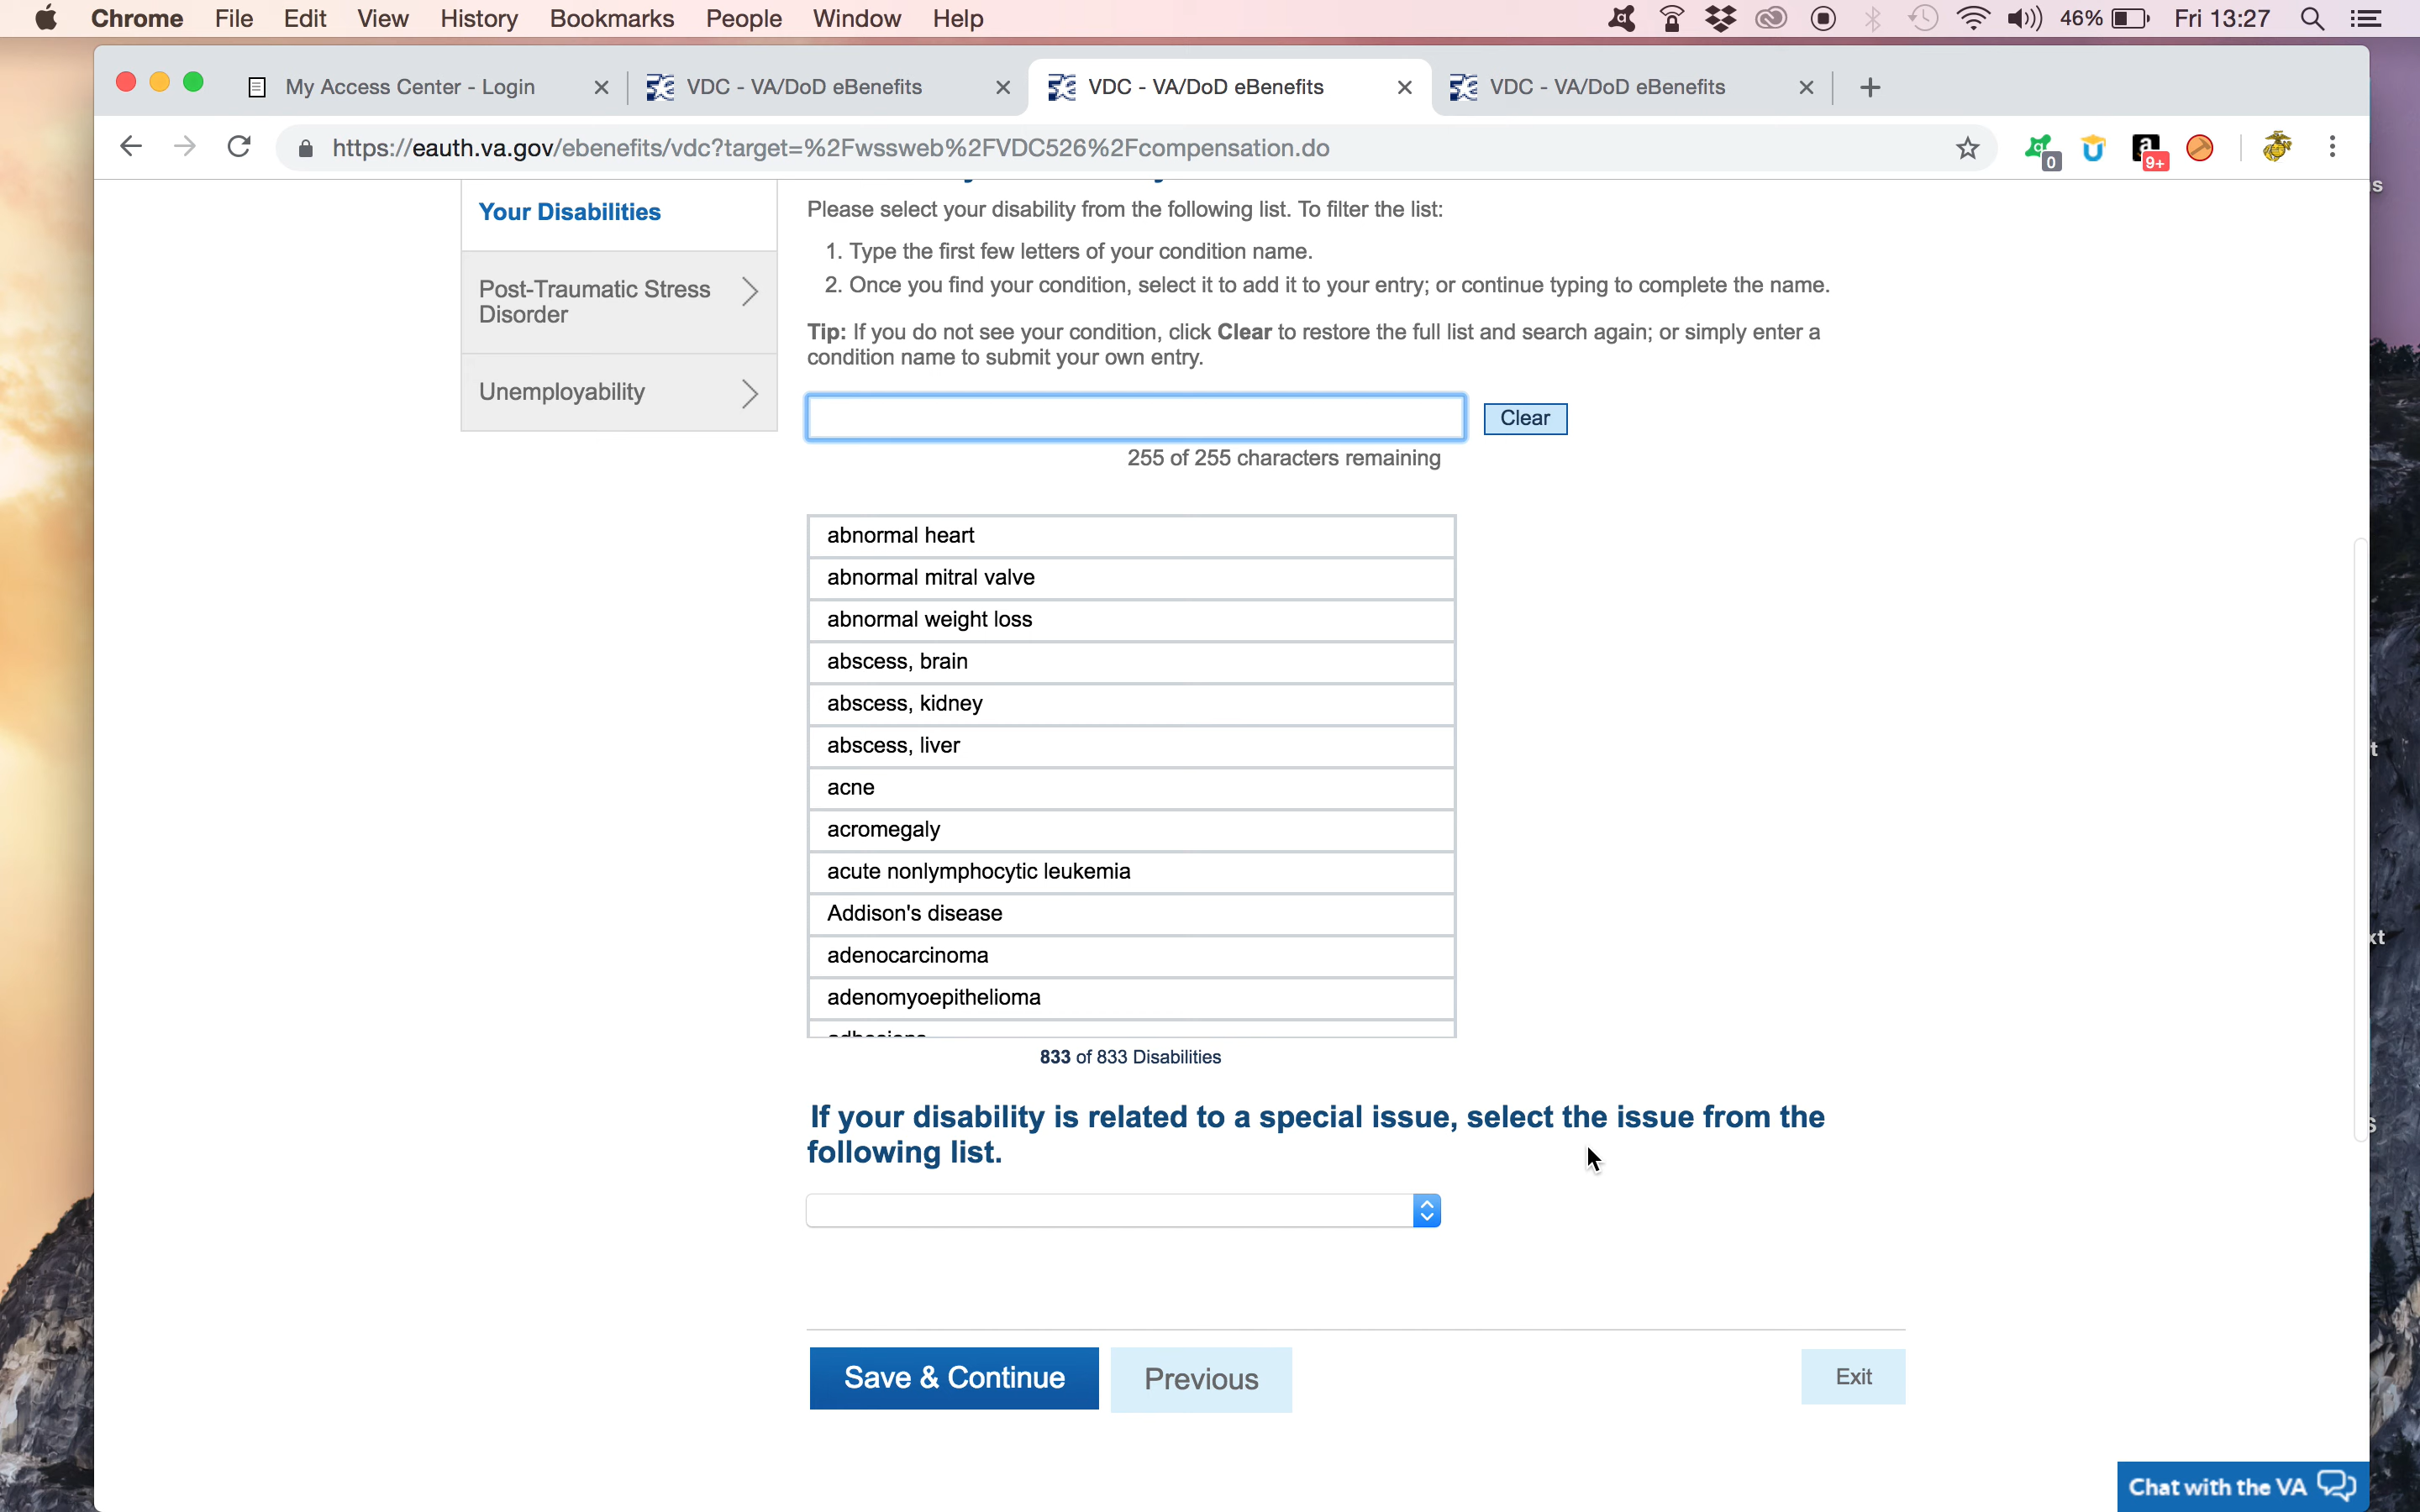 Chrome File Edit View History Bookmarks People Window Help 46% Fri 13:27
My Access Center - Login VDC - VA/DoD eBenefits VDC - VA/DoD eBenefits VDC - VA/DoD eBenefits
https://eauth.va.gov/ebenefits/vdc?target=%2Fwssweb%2FVDC526%2Fcompensation.do 0 9+
Your Disabilities
Post-Traumatic Stress
Disorder
Unemployability
Please select your disability from the following list. To filter the list:
1. Type the first few letters of your condition name.
2. Once you find your condition, select it to add it to your entry; or continue typing to complete the name.
Tip: If you do not see your condition, click Clear to restore the full list and search again; or simply enter a
condition name to submit your own entry.
Clear
255 of 255 characters remaining
abnormal heart
abnormal mitral valve
abnormal weight loss
abscess, brain
abscess, kidney
abscess, liver
acne
acromegaly
acute nonlymphocytic leukemia
Addison's disease
adenocarcinoma
adenomyoepithelioma
833 of 833 Disabilities
If your disability is related to a special issue, select the issue from the
following list.
Save & Continue Previous Exit
Chat with the VA